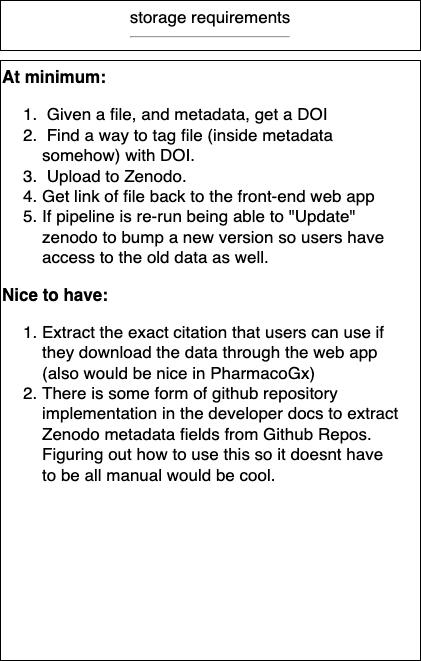 storage requirements
At minimum:
1. Given a file, and metadata, get a DOI
2. Find a way to tag file (inside metadata
somehow) with DOI.
3. Upload to Zenodo.
4. Get link of file back to the front-end web app
5. If pipeline is re-run being able to "Update"
zenodo to bump a new version so users have
access to the old data as well.
Nice to have:
1. Extract the exact citation that users can use if
they download the data through the web app
(also would be nice in PharmacoGx)
2. There is some form of github repository
implementation in the developer docs to extract
Zenodo metadata fields from Github Repos.
Figuring out how to use this so it doesnt have
to be all manual would be cool.